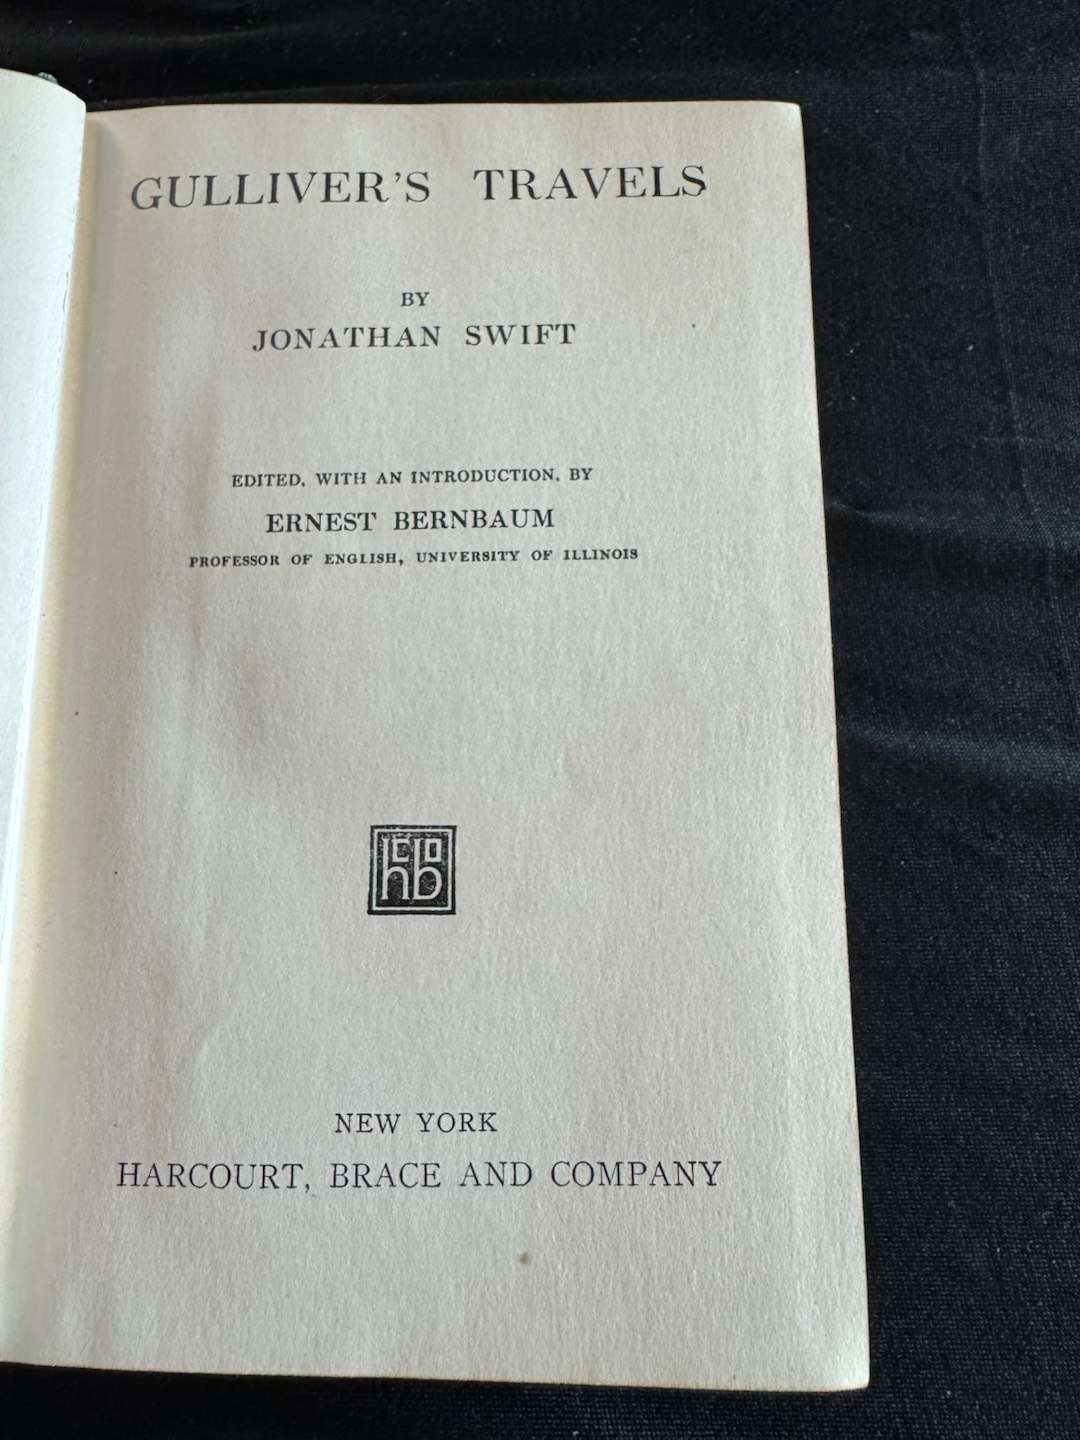 GULLIVER'S TRAVELS
BY
JONATHAN SWIFT
EDITED, WITH AN INTRODUCTION, BY
ERNEST BERNBAUM
PROFESSOR OF ENGLISH, UNIVERSITY OF ILLINOIS
hb
NEW YORK
HARCOURT, BRACE AND COMPANY